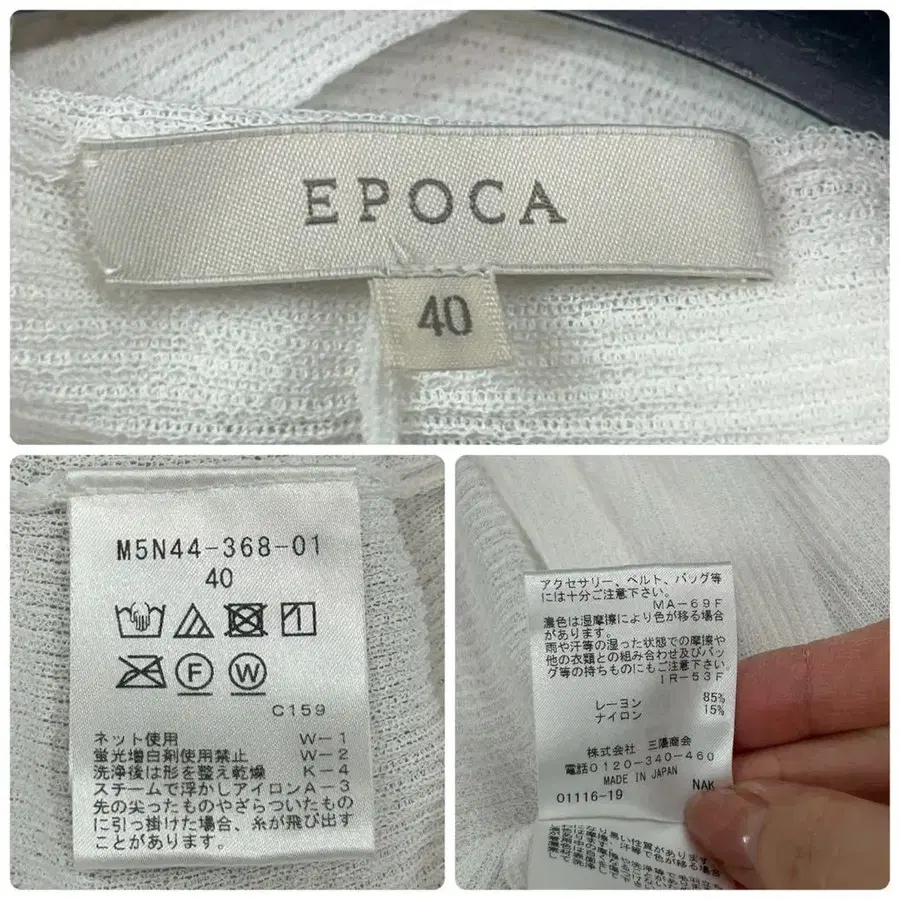 EPOCA
40
M5N44-368-01
40
F W
C159
ネット使用 W-1
蛍光増白剤使用禁止 W-2
洗浄後は形を整え乾燥 K-4
スチームで浮かしアイロン A-3
先の尖ったものやざらついたもの
に引っ掛けた場合、糸が飛び出す
ことがあります。
アクセサリー、ベルト、バッグ等
には十分ご注意下さい。
MA-69F
濃色は湿摩擦により色が移る場合
があります。
雨や汗等の湿った状態での摩擦や
他の衣類との組み合わせ及びバッ
グ等の持ちものにもご注意下さい。
IR-53F
レーヨン 85%
ナイロン 15%
株式会社 三陽商会
電話0120-340-460
MADE IN JAPAN
01116-19 NAK